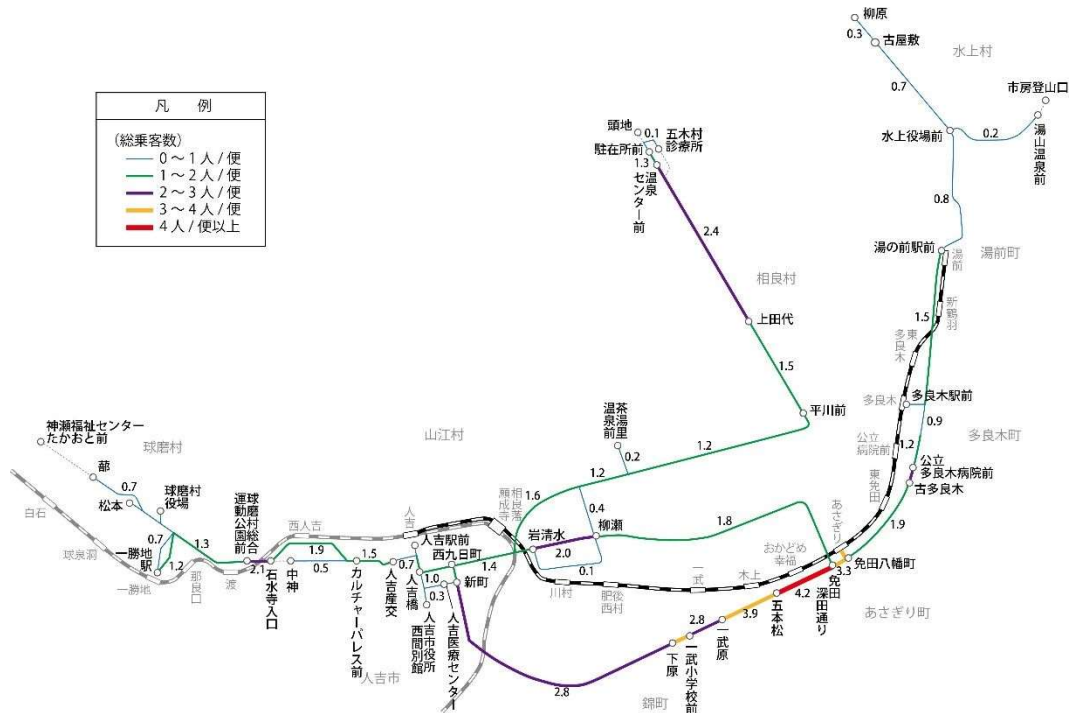 柳原
0.3
古屋敷
水上村
0.7
市房登山口
水上役場前
0.2
湯山温泉前
0.8
湯の前駅前
湯前
湯前町
凡 例
(総乗客数)
0～1人/便
1～2人/便
2～3人/便
3～4人/便
4人/便以上
頭地
0.1
五木村
診療所
駐在所前
1.3
温泉
センター前
2.4
相良村
上田代
1.5
平川前
新鶴羽
1.5
東
多良木
多良木
多良木駅前
0.9
多良木町
公立
病院前
1.2
公立
多良木病院前
古多良木
東免田
1.9
あさぎり
茶湯里
温泉前
0.2
1.2
1.2
山江村
1.6
相良藩
願成寺
0.4
岩清水
柳瀬
2.0
0.1
1.8
おかどめ
幸福
免田
3.3
免田八幡町
深田通り
あさぎり町
4.2
五本松
3.9
一武原
2.8
一武小学校前
下原
2.8
錦町
川村
肥後
西村
一武
木上
神瀬福祉センター
たかおと前
球磨村
蔀
0.7
松本
球磨村
役場
0.7
一勝地
駅
1.2
1.3
球磨村総合
運動公園前
2.1
石水寺入口
白石
球泉洞
一勝地
那良口
渡
西人吉
1.9
中神
0.5
カルチャーパレス前
1.5
人吉産交
0.7
人吉
人吉駅前
西九日町
1.4
人吉橋
1.0
0.3
新町
人吉市役所
西間別館
人吉医療センター
人吉市